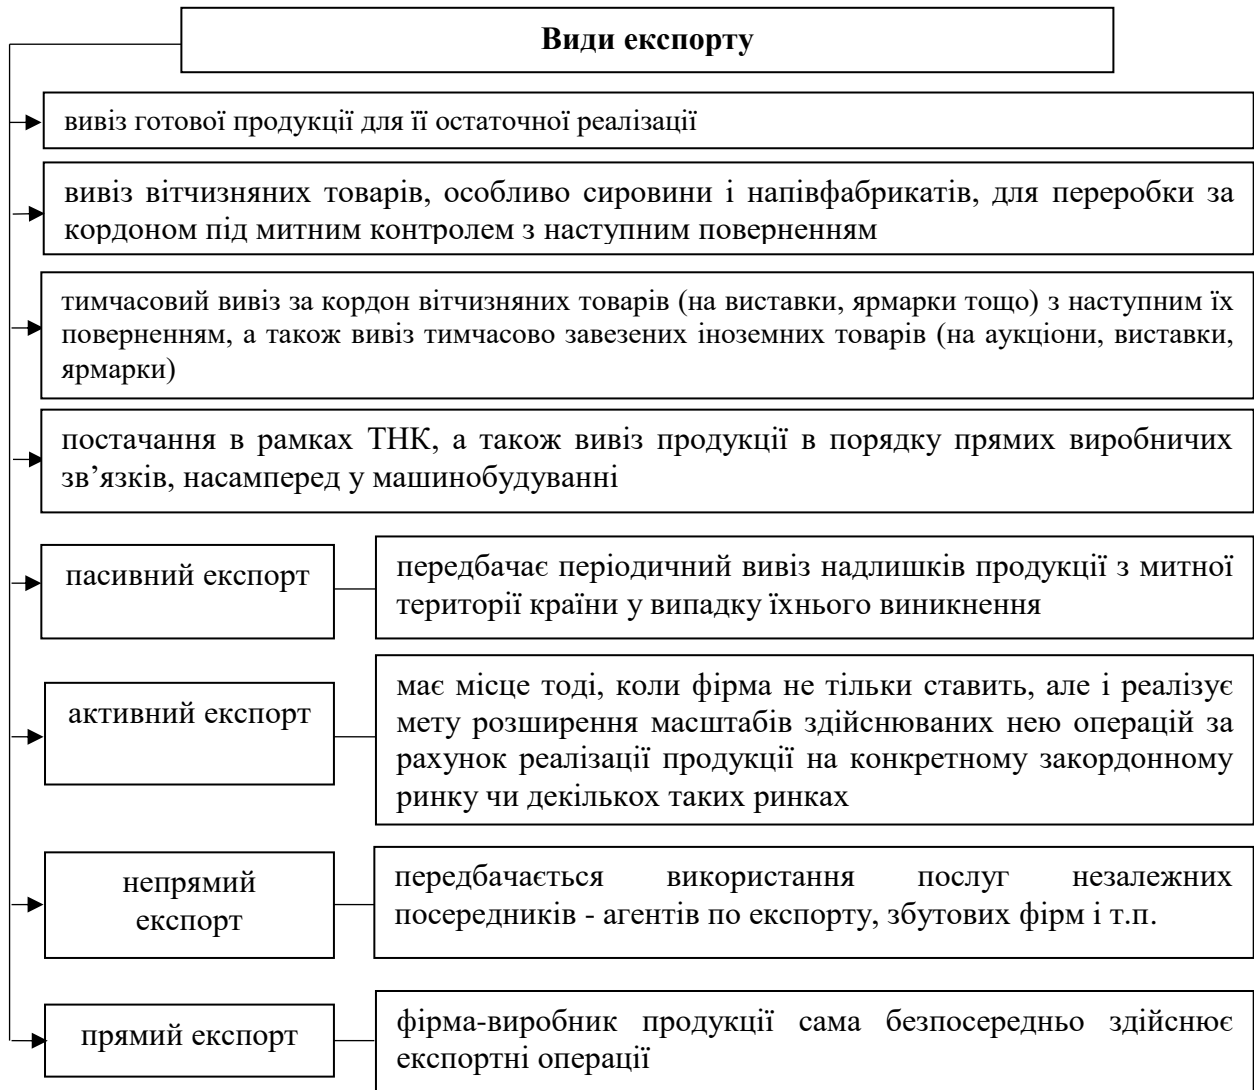 Види експорту
вивіз готової продукції для її остаточної реалізації
вивіз вітчизняних товарів, особливо сировини і напівфабрикатів, для переробки за
кордоном під митним контролем з наступним поверненням
тимчасовий вивіз за кордон вітчизняних товарів (на виставки, ярмарки тощо) з наступним їх
поверненням, а також вивіз тимчасово завезених іноземних товарів (на аукціони, виставки,
ярмарки)
постачання в рамках ТНК, а також вивіз продукції в порядку прямих виробничих
зв’язків, насамперед у машинобудуванні
пасивний експорт
передбачає періодичний вивіз надлишків продукції з митної
території країни у випадку їхнього виникнення
активний експорт
має місце тоді, коли фірма не тільки ставить, але і реалізує
мету розширення масштабів здійснюваних нею операцій за
рахунок реалізації продукції на конкретному закордонному
ринку чи декількох таких ринках
непрямий
експорт
передбачається використання послуг незалежних
посередників - агентів по експорту, збутових фірм і т.п.
прямий експорт
фірма-виробник продукції сама безпосередньо здійснює
експортні операції